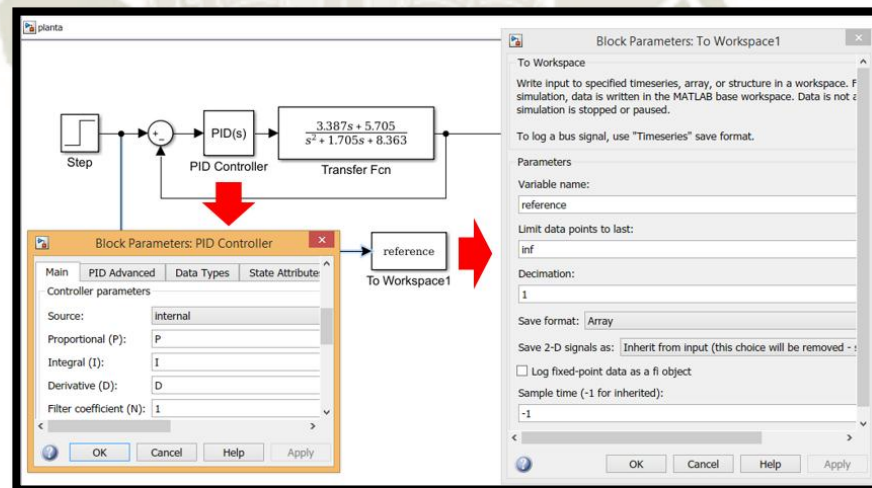 planta
Step
+
-
PID(s)
PID Controller
3.387s + 5.705
s² + 1.705s + 8.363
Transfer Fcn
reference
To Workspace1
Block Parameters: PID Controller
Main PID Advanced Data Types State Attributes
Controller parameters
Source: internal
Proportional (P): P
Integral (I): I
Derivative (D): D
Filter coefficient (N): 1
OK Cancel Help Apply
Block Parameters: To Workspace1
To Workspace
Write input to specified timeseries, array, or structure in a workspace. F
simulation, data is written in the MATLAB base workspace. Data is not a
simulation is stopped or paused.
To log a bus signal, use "Timeseries" save format.
Parameters
Variable name:
reference
Limit data points to last:
inf
Decimation:
1
Save format: Array
Save 2-D signals as: Inherit from input (this choice will be removed - s
Log fixed-point data as a fi object
Sample time (-1 for inherited):
-1
OK Cancel Help Apply